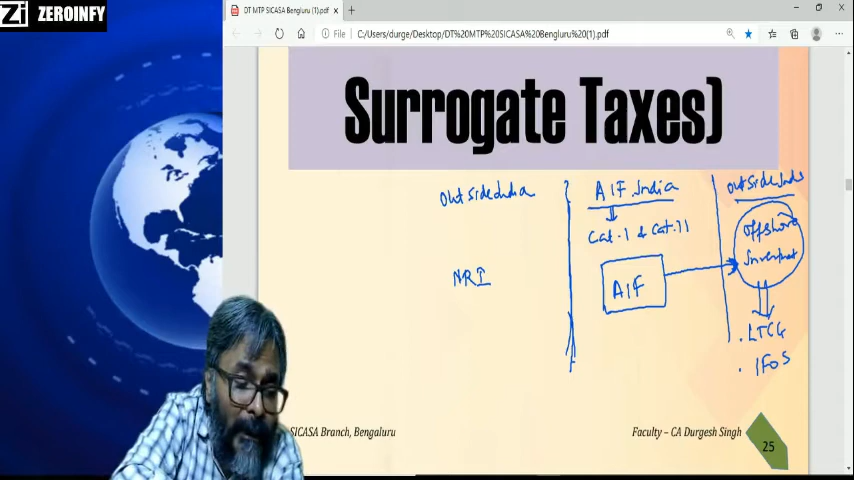 Zi ZEROINFY
DT MTP SICASA Bengluru (1).pdf
File
C:/Users/durge/Desktop/DT%20MTP%20SICASA%20Bengluru%20(1).pdf
Surrogate Taxes)
outside India
AIF India
Cat-I & Cat-II
NRI
AIF
outside India
offshore
Investment
. LTCG
. IFOS
SICASA Branch, Bengaluru
Faculty – CA Durgesh Singh
25